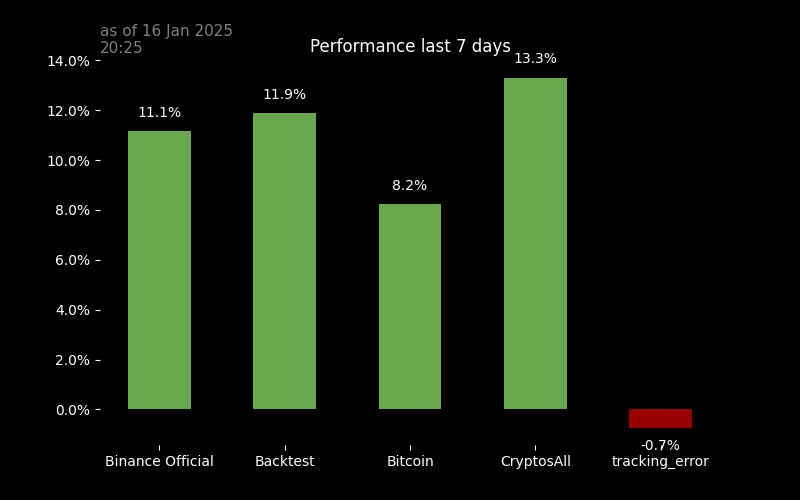 as of 16 Jan 2025
20:25
Performance last 7 days
14.0%
12.0%
10.0%
8.0%
6.0%
4.0%
2.0%
0.0%
11.1%
11.9%
8.2%
13.3%
-0.7%
Binance Official
Backtest
Bitcoin
CryptosAll
tracking_error